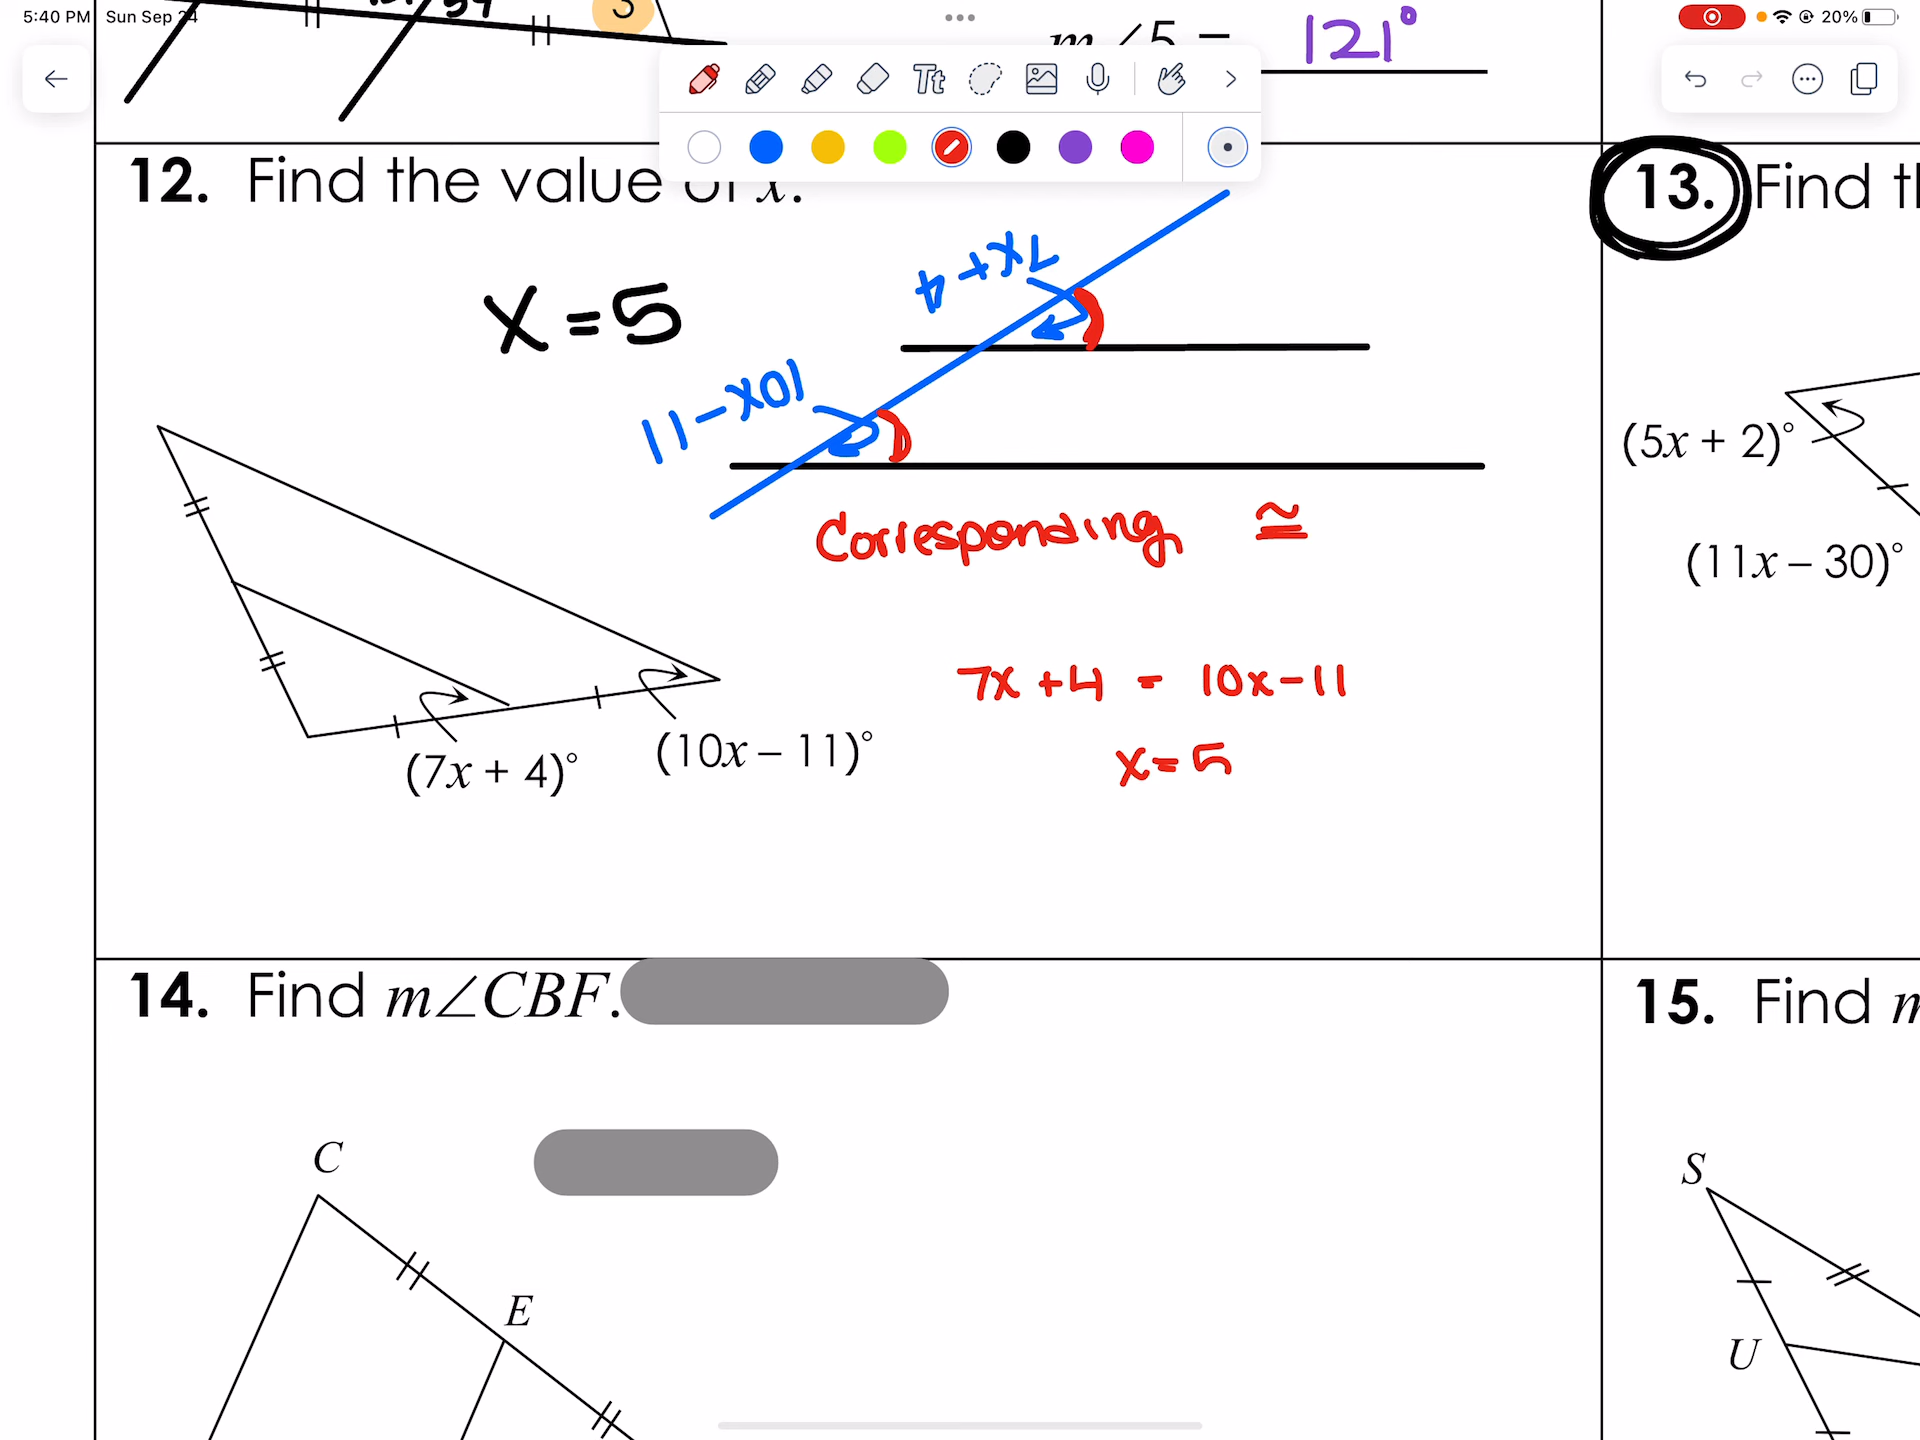 5:40 PM Sun Sep 24
20%
3
m∠5 = 121°
Tt
12. Find the value of x.
13. Find th
x = 5
7x + 4
10x - 11
(5x + 2)°
(11x – 30)°
Corresponding ≅
7x + 4 = 10x - 11
x = 5
(7x + 4)°
(10x – 11)°
14. Find m∠CBF.
15. Find m
C
E
S
U